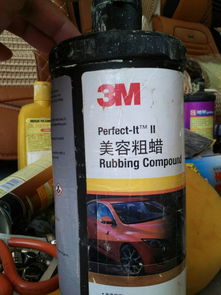 3M
Perfect-It™ II
美容粗蜡
Rubbing Compound